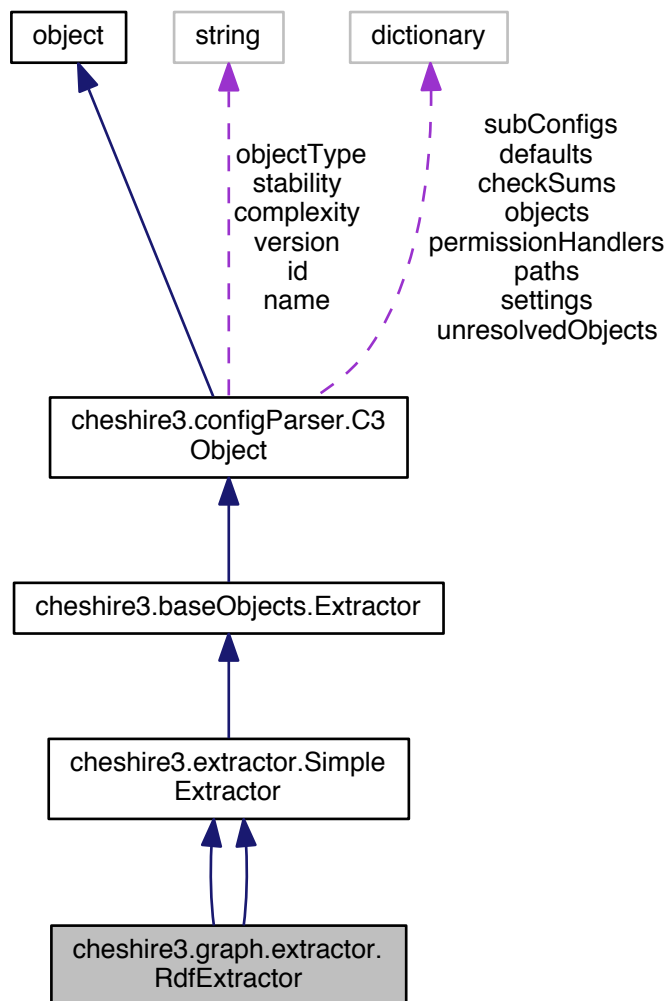 object
string
dictionary
objectType
stability
complexity
version
id
name
subConfigs
defaults
checkSums
objects
permissionHandlers
paths
settings
unresolvedObjects
cheshire3.configParser.C3
Object
cheshire3.baseObjects.Extractor
cheshire3.extractor.Simple
Extractor
cheshire3.graph.extractor.
RdfExtractor